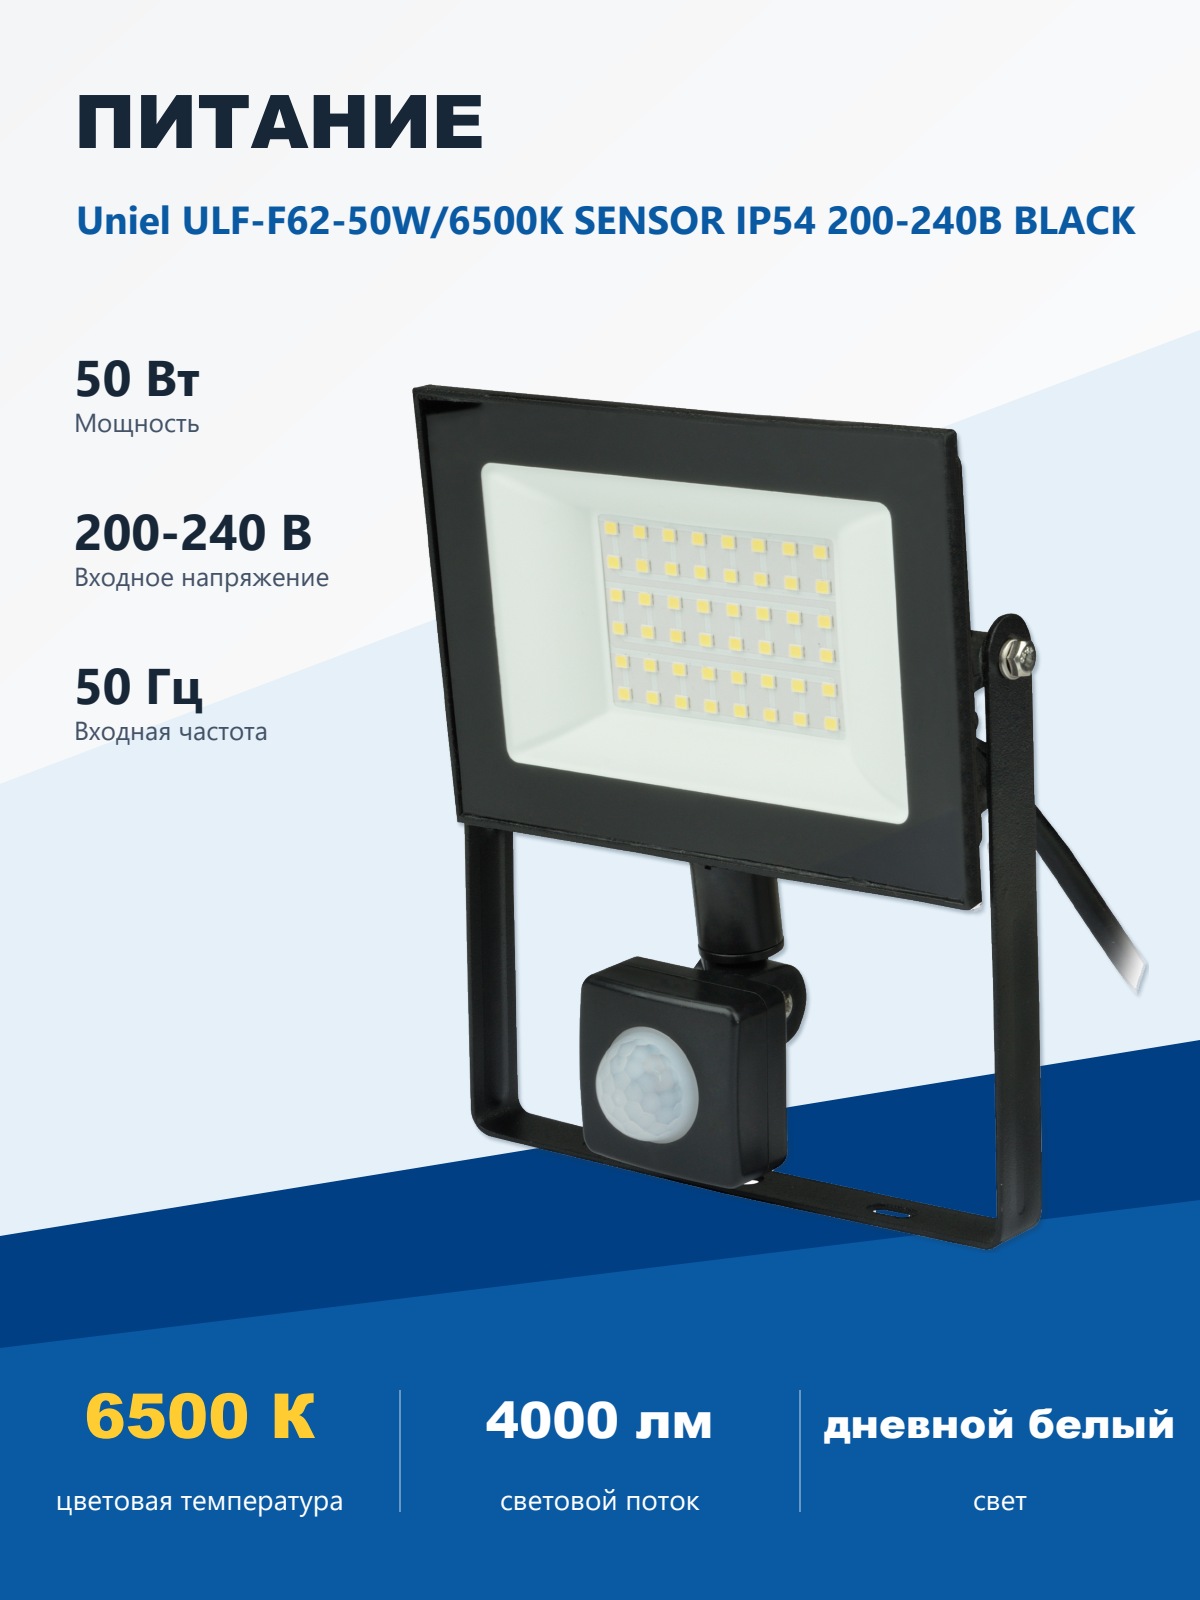 ПИТАНИЕ
Uniel ULF-F62-50W/6500K SENSOR IP54 200-240В BLACK
50 Вт
Мощность
200-240 В
Входное напряжение
50 Гц
Входная частота
6500 К
цветовая температура
4000 лм
световой поток
дневной белый
свет